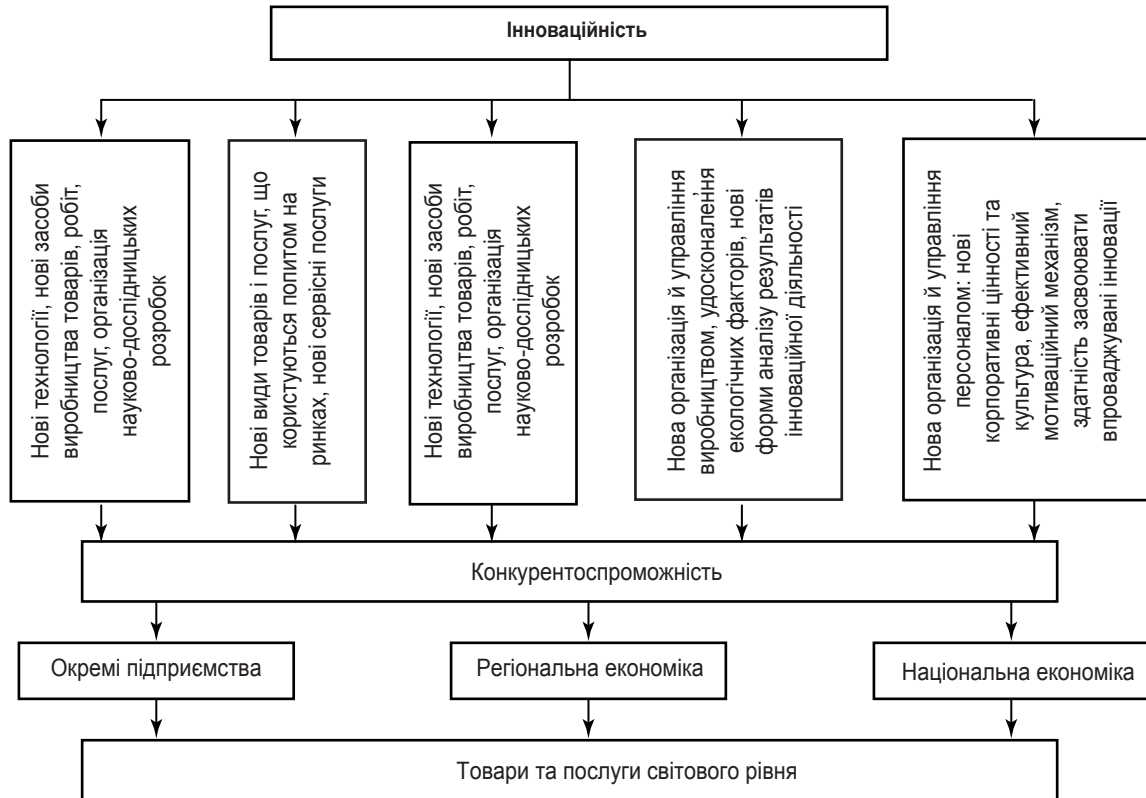 Інноваційність
Нові технології, нові засоби
виробництва товарів, робіт,
послуг, організація
науково-дослідницьких
розробок
Нові види товарів і послуг, що
користуються попитом на
ринках, нові сервісні послуги
Нові технології, нові засоби
виробництва товарів, робіт,
послуг, організація
науково-дослідницьких
розробок
Нова організація й управління
виробництвом, удосконалення
екологічних факторів, нові
форми аналізу результатів
інноваційної діяльності
Нова організація й управління
персоналом: нові
корпоративні цінності та
культура, ефективний
мотиваційний механізм,
здатність засвоювати
впроваджувані інновації
Конкурентоспроможність
Окремі підприємства
Регіональна економіка
Національна економіка
Товари та послуги світового рівня